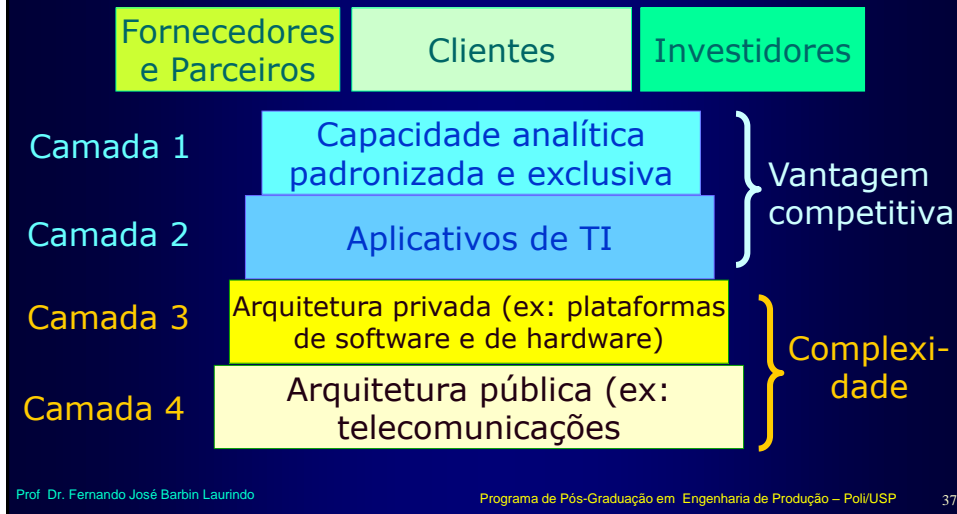 Fornecedores
e Parceiros
Clientes
Investidores
Camada 1
Capacidade analítica
padronizada e exclusiva
Vantagem
competitiva
Camada 2
Aplicativos de TI
Camada 3
Arquitetura privada (ex: plataformas
de software e de hardware)
Complexi-
dade
Camada 4
Arquitetura pública (ex:
telecomunicações
Prof Dr. Fernando José Barbin Laurindo
Programa de Pós-Graduação em Engenharia de Produção – Poli/USP
37